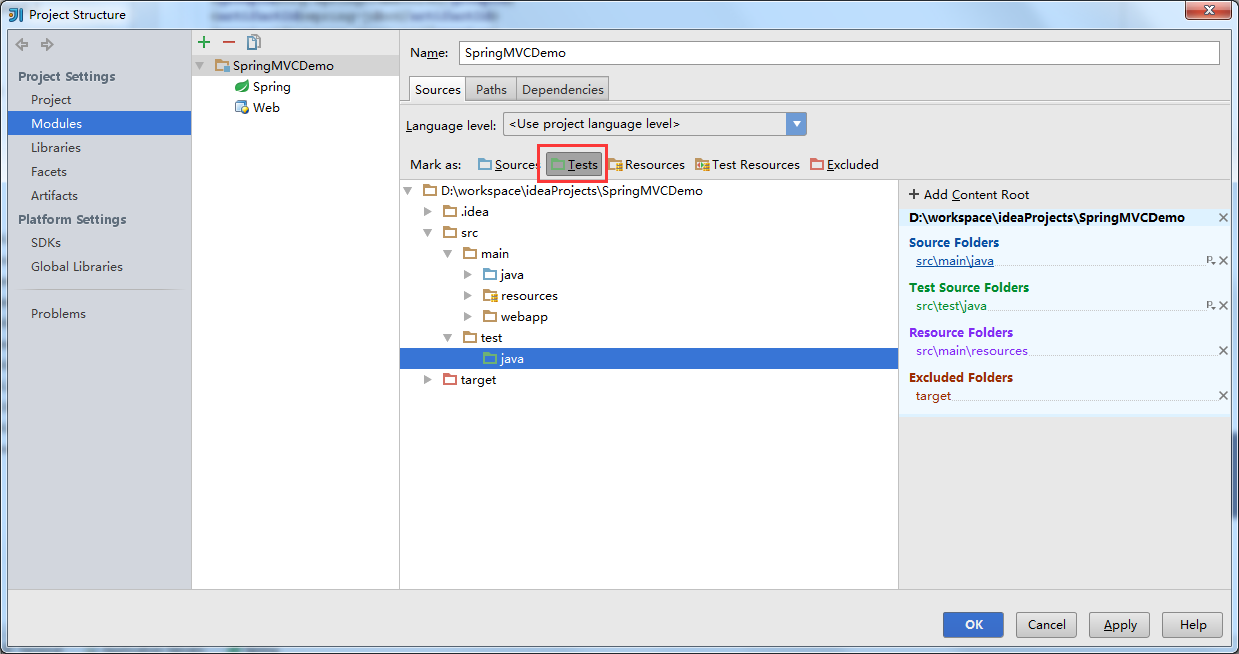 Project Structure
Project Settings
Project
Modules
Libraries
Facets
Artifacts
Platform Settings
SDKs
Global Libraries
Problems
SpringMVCDemo
Spring
Web
Name: SpringMVCDemo
Sources Paths Dependencies
Language level: <Use project language level>
Mark as: Sources Tests Resources Test Resources Excluded
D:\workspace\ideaProjects\SpringMVCDemo
.idea
src
main
java
resources
webapp
test
java
target
+ Add Content Root
D:\workspace\ideaProjects\SpringMVCDemo
Source Folders
src\main\java
Test Source Folders
src\test\java
Resource Folders
src\main\resources
Excluded Folders
target
OK Cancel Apply Help